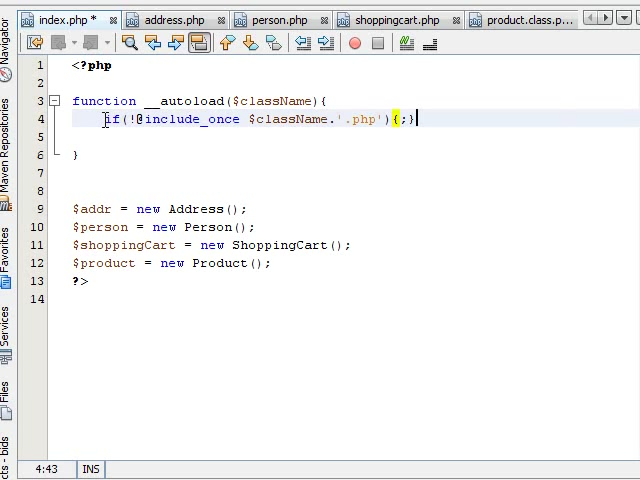 index.php *
address.php
person.php
shoppingcart.php
product.class.p...
Navigator
Maven Repositories
Favorites
Services
Files
cts - bids
1 <?php
2
3 function __autoload($className){
4 if(!@include_once $className.'.php'){;}
5
6 }
7
8
9 $addr = new Address();
10 $person = new Person();
11 $shoppingCart = new ShoppingCart();
12 $product = new Product();
13 ?>
14
4:43 INS